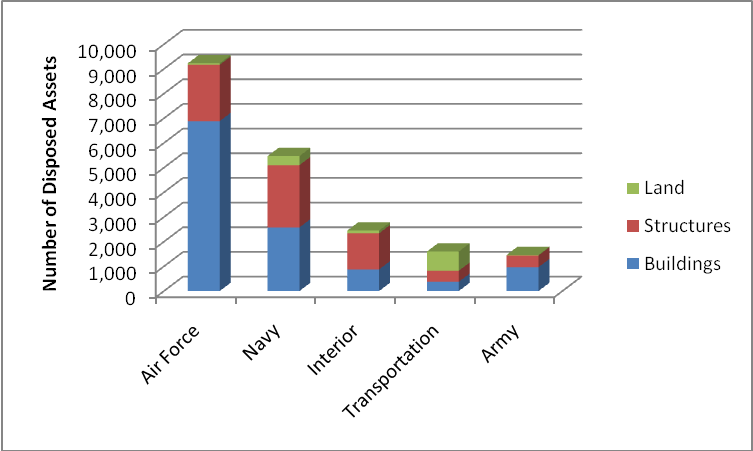 Number of Disposed Assets
10,000
9,000
8,000
7,000
6,000
5,000
4,000
3,000
2,000
1,000
0
Air Force
Navy
Interior
Transportation
Army
Land
Structures
Buildings